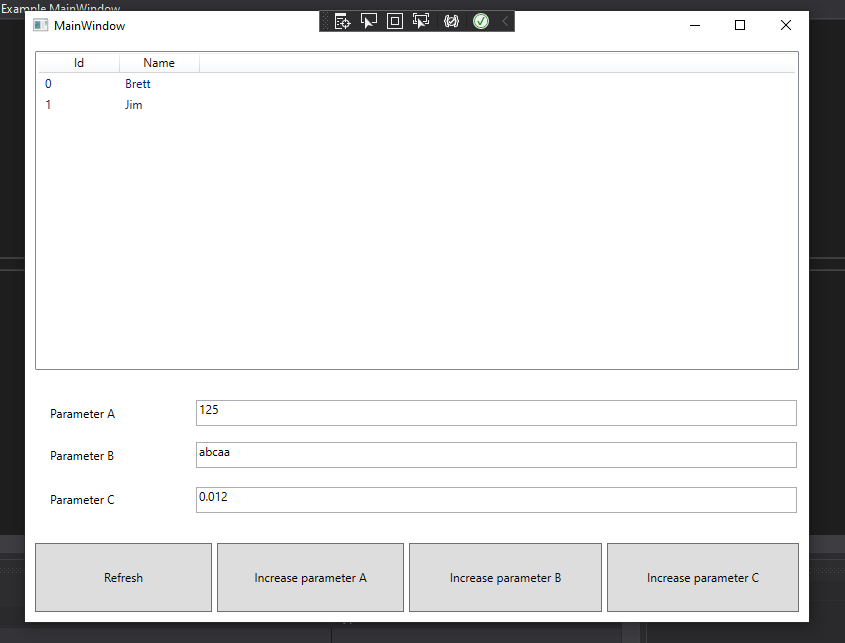 Example MainWindow
MainWindow
Id Name
0 Brett
1 Jim
Parameter A 125
Parameter B abcaa
Parameter C 0.012
Refresh Increase parameter A Increase parameter B Increase parameter C